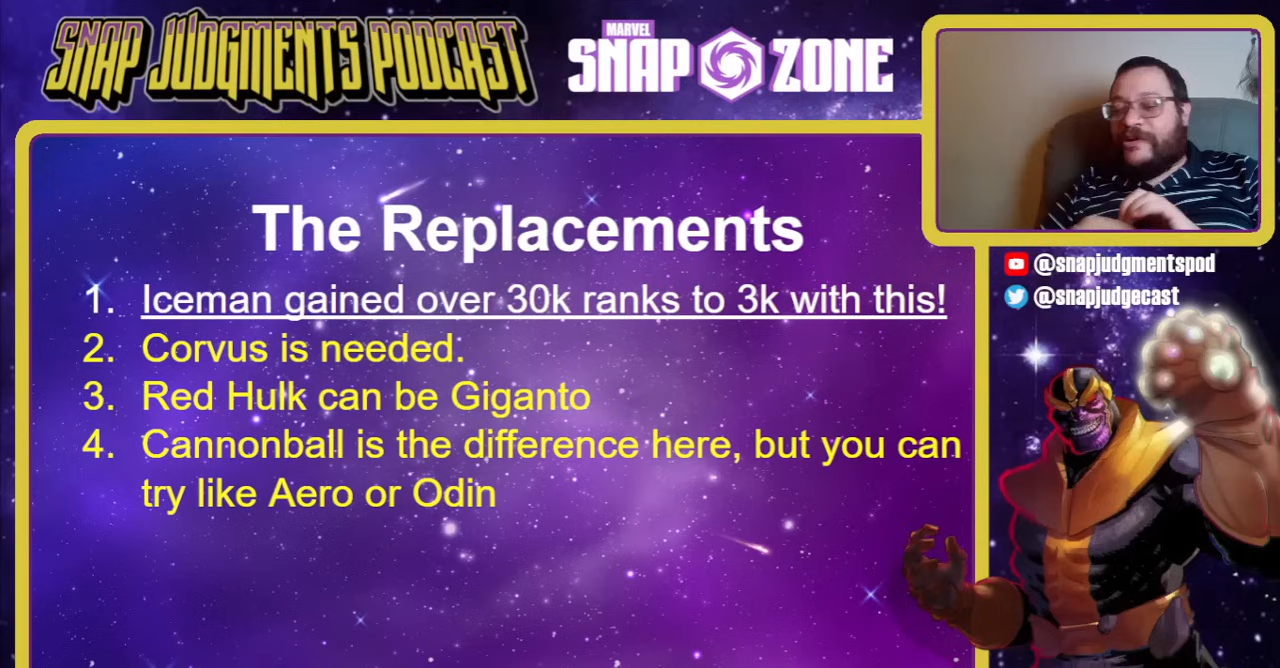 SNAP JUDGMENTS PODCAST
MARVEL
SNAP ZONE
The Replacements
1. Iceman gained over 30k ranks to 3k with this!
2. Corvus is needed.
3. Red Hulk can be Giganto
4. Cannonball is the difference here, but you can
try like Aero or Odin
@snapjudgmentspod
@snapjudgecast